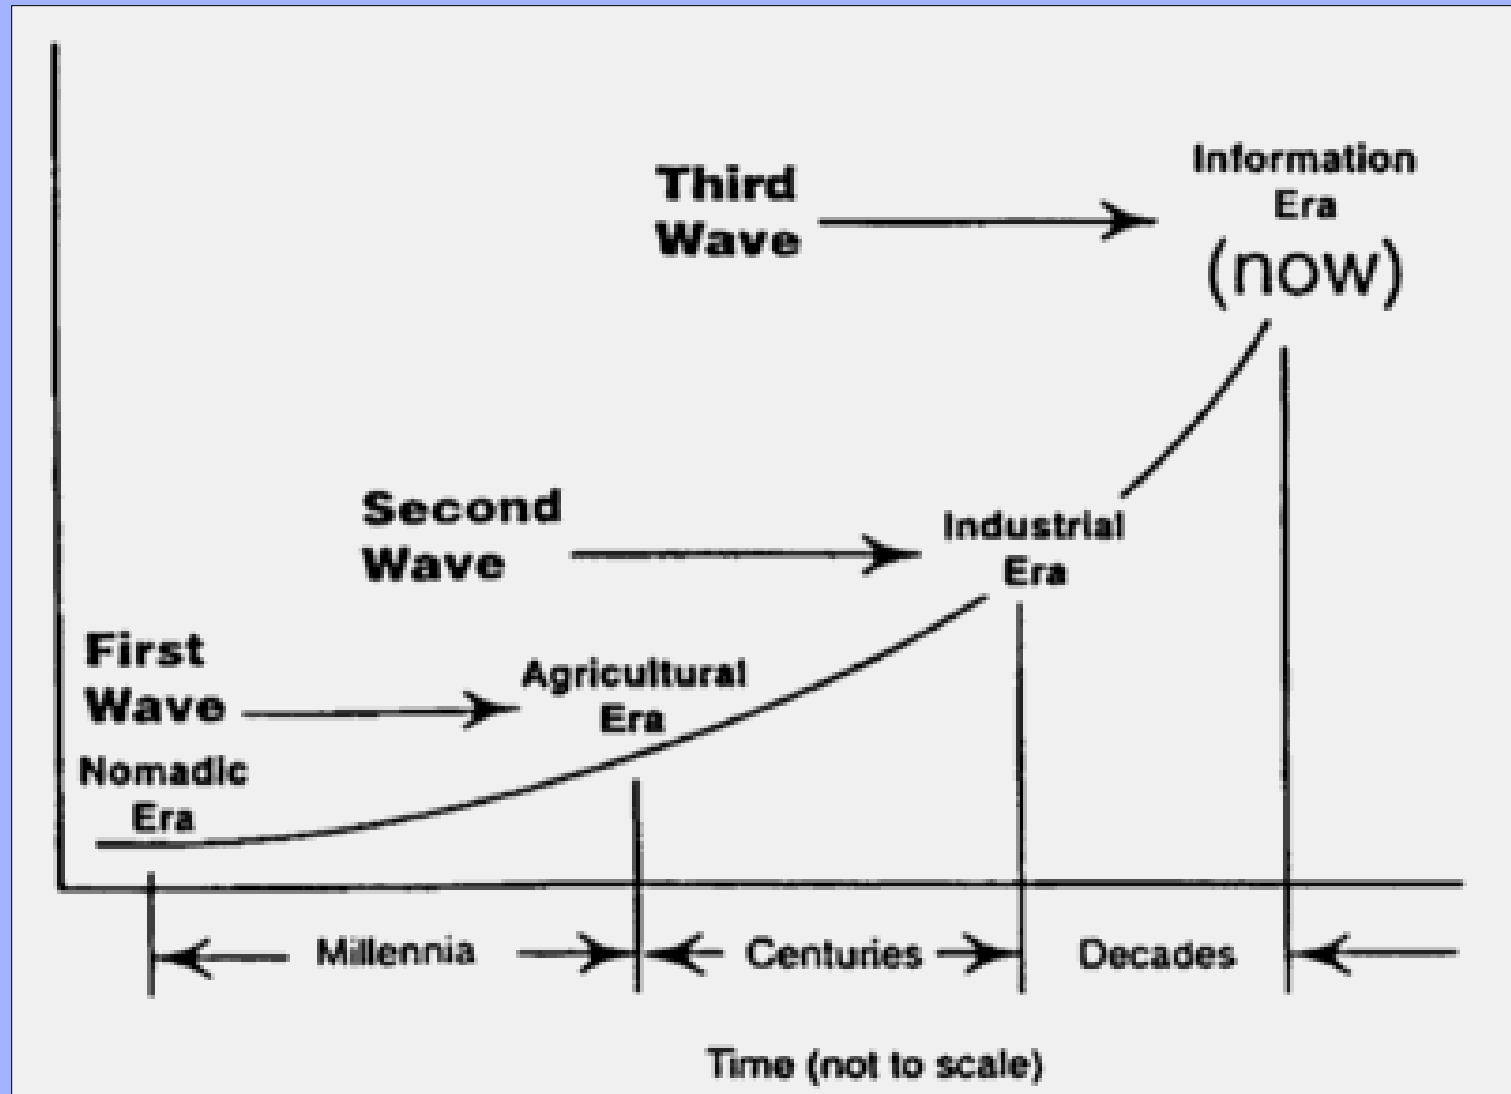 Third
Wave
Information
Era
(now)
Second
Wave
Industrial
Era
First
Wave
Agricultural
Era
Nomadic
Era
Millennia
Centuries
Decades
Time (not to scale)